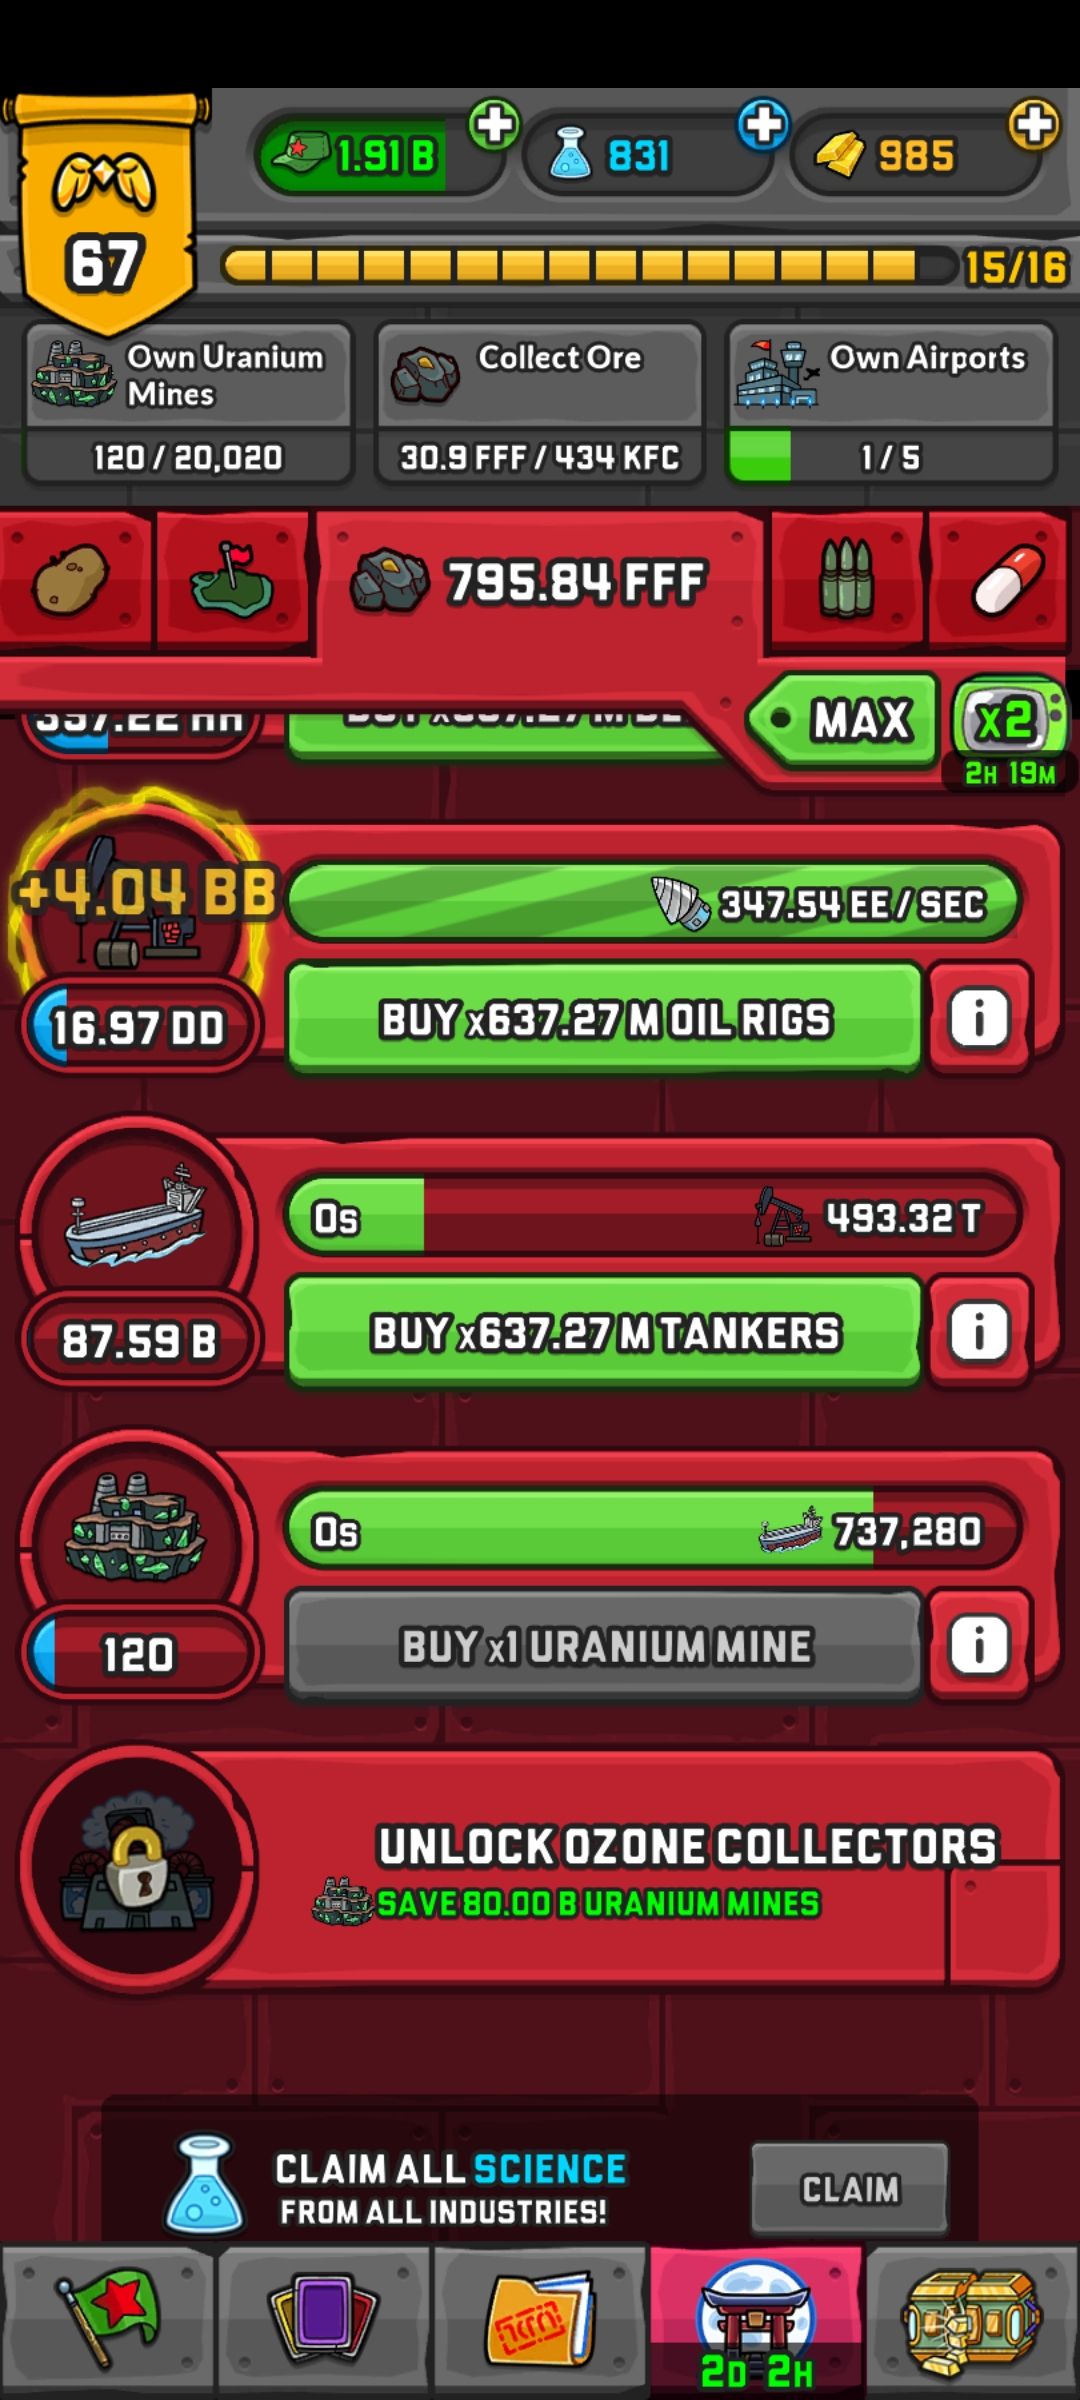 1.91 B
831
985
67
15/16
Own Uranium
Mines
120 / 20,020
Collect Ore
30.9 FFF / 434 KFC
Own Airports
1 / 5
795.84 FFF
MAX
x2
2H 19M
+4.04 BB
347.54 EE / SEC
16.97 DD
BUY x637.27 M OIL RIGS
i
0s
493.32 T
87.59 B
BUY x637.27 M TANKERS
i
0s
737,280
120
BUY x1 URANIUM MINE
i
UNLOCK OZONE COLLECTORS
SAVE 80.00 B URANIUM MINES
CLAIM ALL SCIENCE
FROM ALL INDUSTRIES!
CLAIM
2D 2H